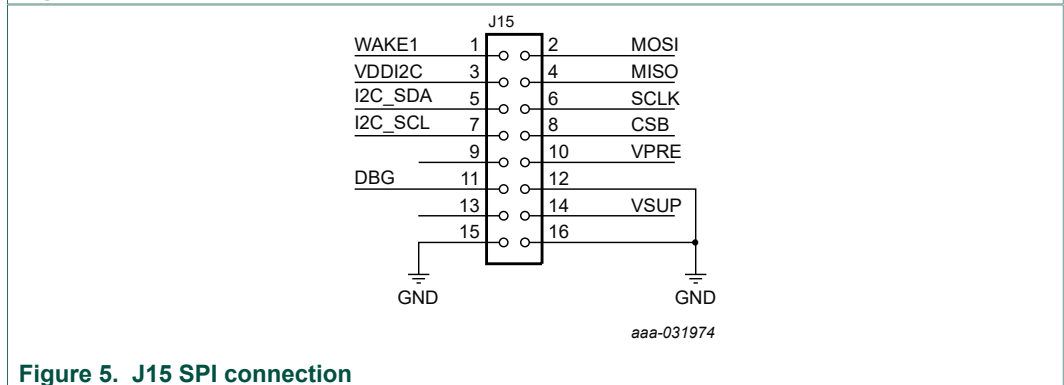 J15
WAKE1 1 2 MOSI
VDDI2C 3 4 MISO
I2C_SDA 5 6 SCLK
I2C_SCL 7 8 CSB
9 10 VPRE
DBG 11 12
13 14 VSUP
15 16
GND GND
aaa-031974
Figure 5. J15 SPI connection